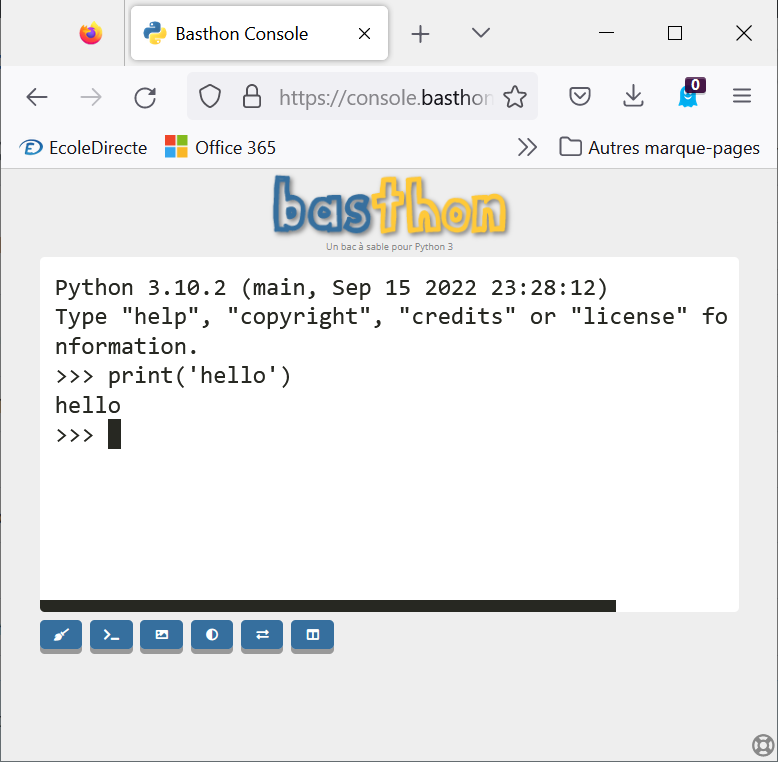 Basthon Console
https://console.basthon
0
EcoleDirecte
Office 365
Autres marque-pages
basthon
Un bac à sable pour Python 3
Python 3.10.2 (main, Sep 15 2022 23:28:12)
Type "help", "copyright", "credits" or "license" fo
nformation.
>>> print('hello')
hello
>>>